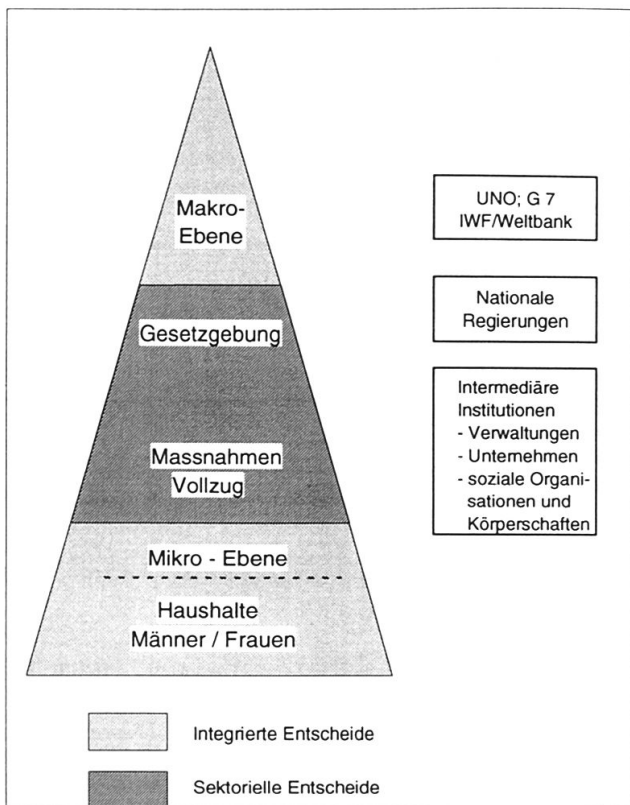 Makro-
Ebene
Gesetzgebung
Massnahmen
Vollzug
Mikro - Ebene
Haushalte
Männer / Frauen
UNO; G 7
IWF/Weltbank
Nationale
Regierungen
Intermediäre
Institutionen
- Verwaltungen
- Unternehmen
- soziale Organi-
sationen und
Körperschaften
Integrierte Entscheide
Sektorielle Entscheide